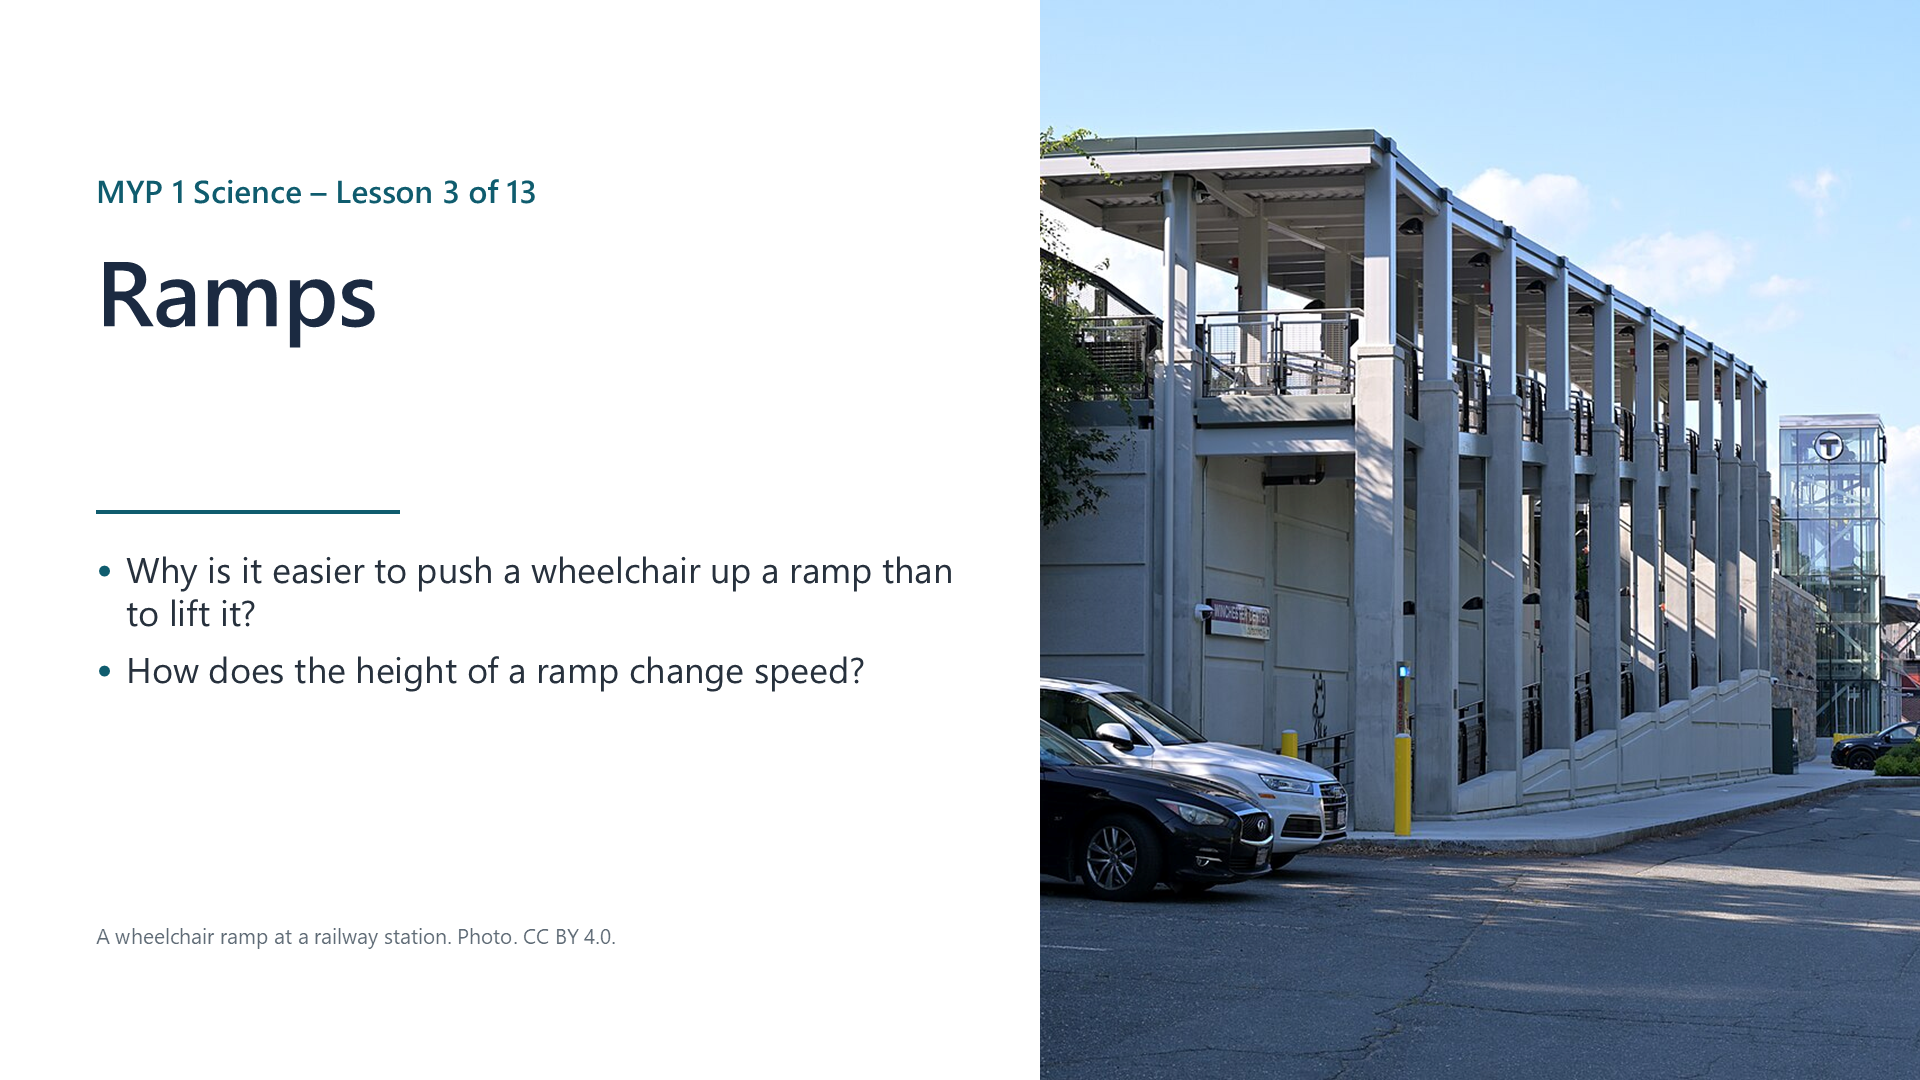 MYP 1 Science – Lesson 3 of 13
Ramps
• Why is it easier to push a wheelchair up a ramp than
to lift it?
• How does the height of a ramp change speed?
A wheelchair ramp at a railway station. Photo. CC BY 4.0.
T
WINCHESTER CENTER